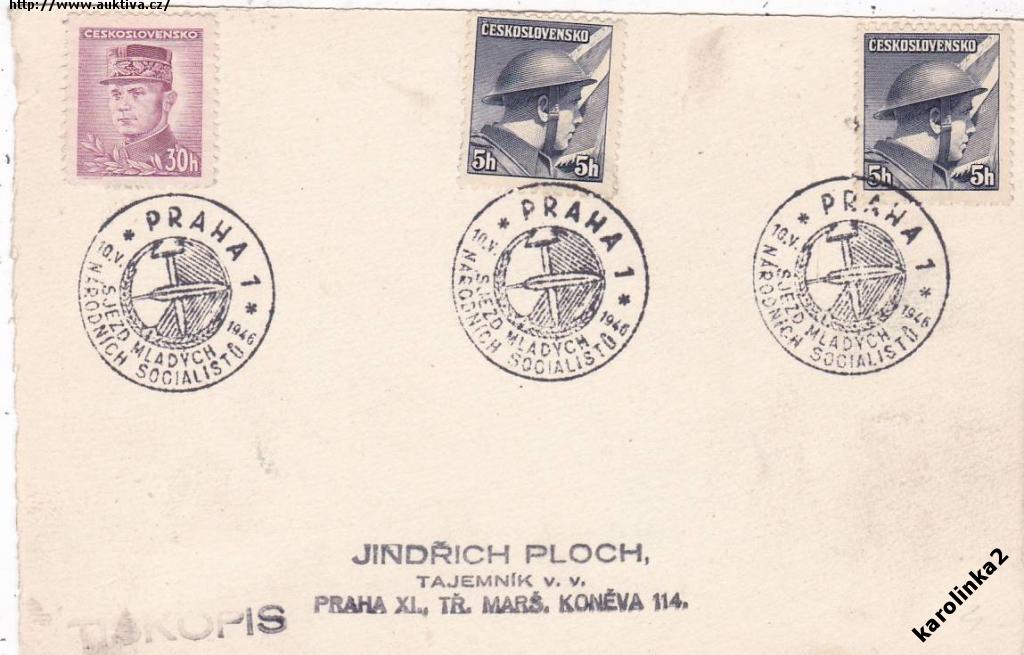 http://www.auktiva.cz/
ČESKOSLOVENSKO
30h
ČESKOSLOVENSKO
5h 5h
ČESKOSLOVENSKO
5h 5h
* PRAHA 1 *
10.V. 1946
SJEZD MLADÝCH
NÁRODNÍCH SOCIALISTŮ
* PRAHA 1 *
10.V. 1946
SJEZD MLADÝCH
NÁRODNÍCH SOCIALISTŮ
* PRAHA 1 *
10.V. 1946
SJEZD MLADÝCH
NÁRODNÍCH SOCIALISTŮ
JINDŘICH PLOCH,
TAJEMNÍK v. v.
PRAHA XI., TŘ. MARŠ. KONĚVA 114.
TISKOPIS
karolinka2